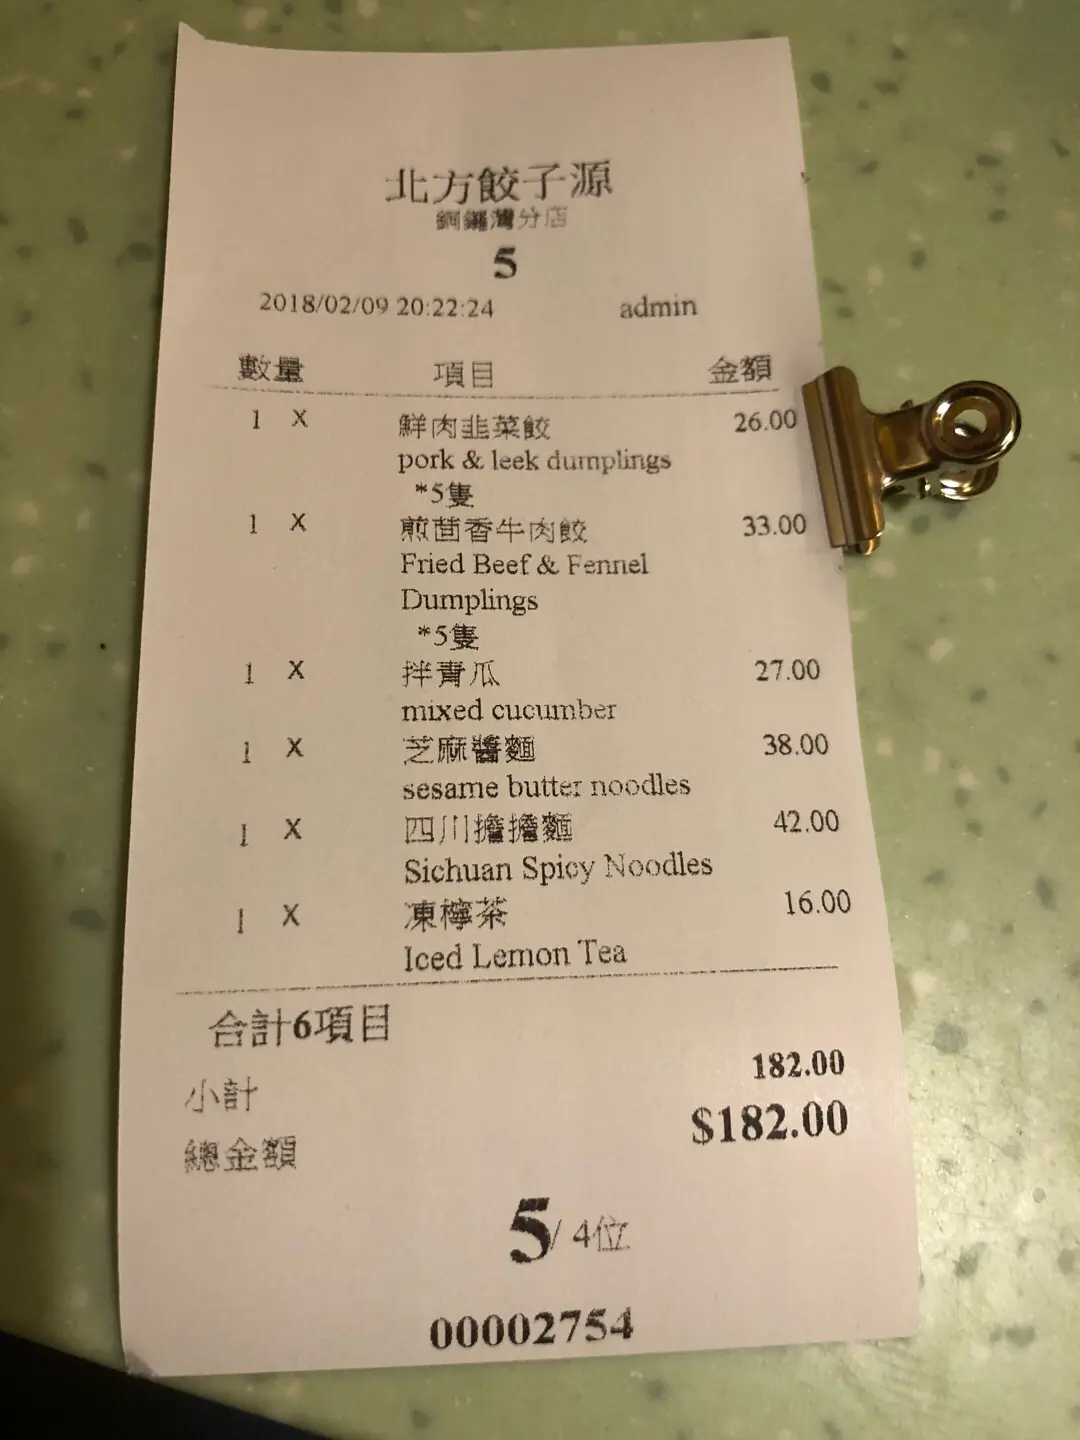 北方餃子源
銅鑼灣分店
5
2018/02/09 20:22:24 admin
數量 項目 金額
1 X 鮮肉韭菜餃 26.00
pork & leek dumplings
*5隻
1 X 煎茴香牛肉餃 33.00
Fried Beef & Fennel
Dumplings
*5隻
1 X 拌青瓜 27.00
mixed cucumber
1 X 芝麻醬麵 38.00
sesame butter noodles
1 X 四川擔擔麵 42.00
Sichuan Spicy Noodles
1 X 凍檸茶 16.00
Iced Lemon Tea
合計6項目
小計 182.00
總金額 $182.00
5/ 4位
00002754